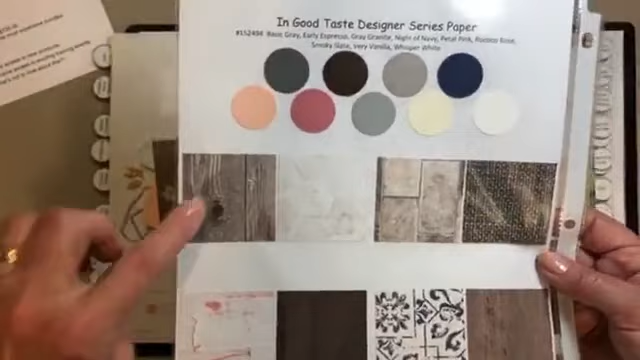 In Good Taste Designer Series Paper
#152494 Basic Gray, Early Espresso, Gray Granite, Night of Navy, Petal Pink, Rococo Rose,
Smoky Slate, Very Vanilla, Whisper White